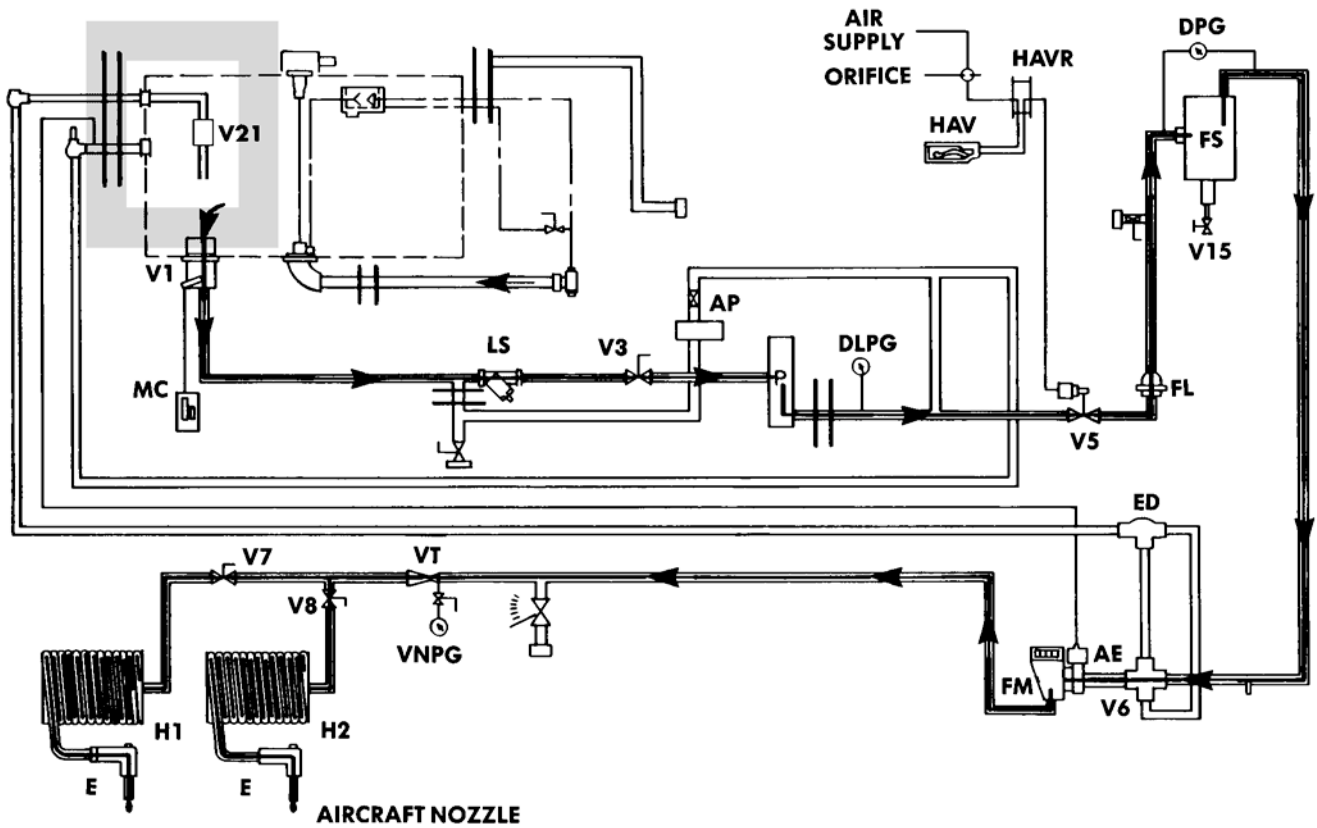 AIR
SUPPLY
ORIFICE
HAVR
DPG
HAV
FS
V21
V15
V1
AP
LS
V3
DLPG
MC
FL
V5
ED
V7
VT
V8
VNPG
AE
FM
V6
H1
H2
E
E
AIRCRAFT NOZZLE